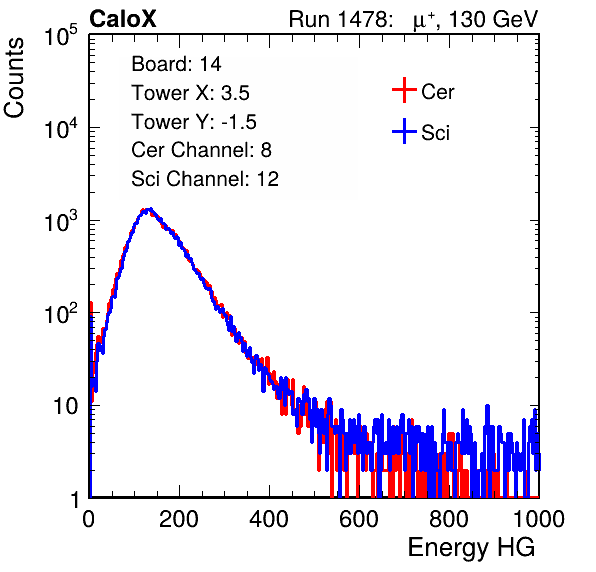 CaloX
Run 1478: μ⁺, 130 GeV
Counts
10⁵
10⁴
10³
10²
10
1
Board: 14
Tower X: 3.5
Tower Y: -1.5
Cer Channel: 8
Sci Channel: 12
Cer
Sci
0 200 400 600 800 1000
Energy HG